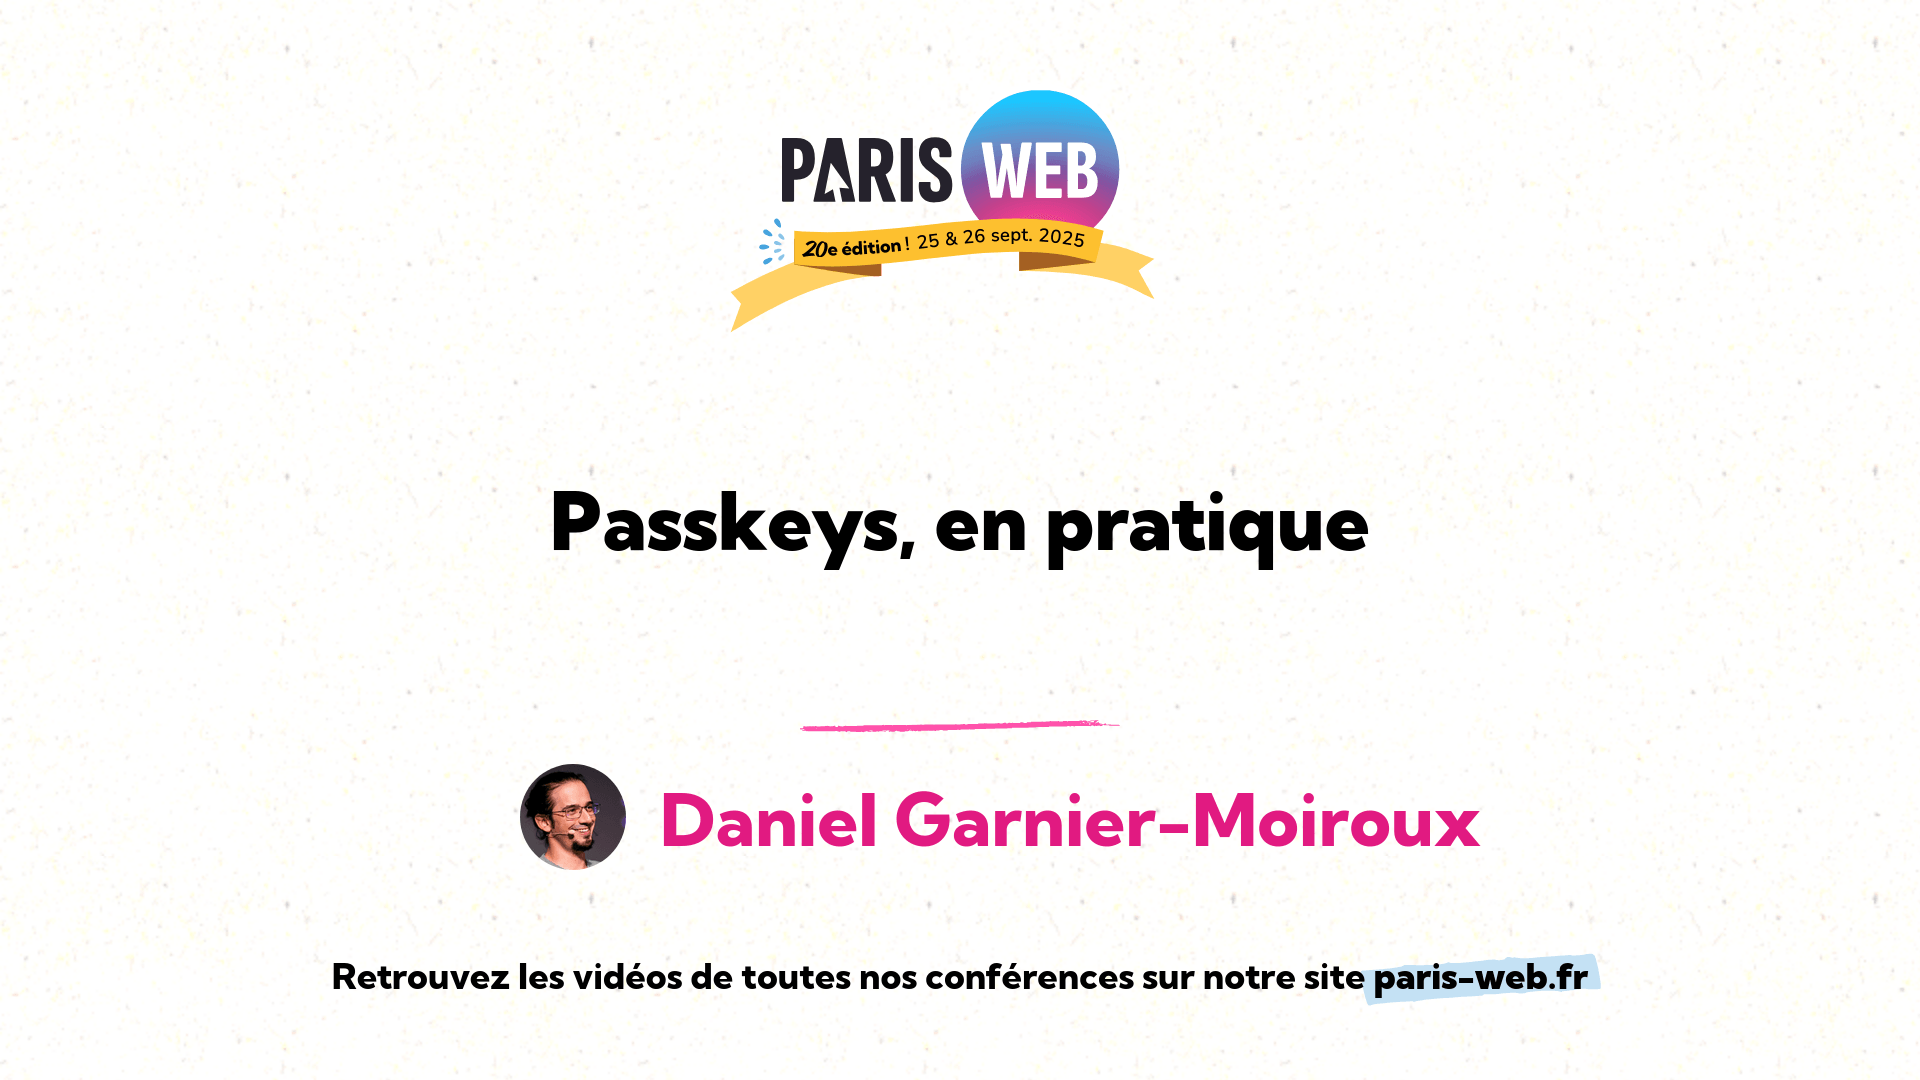 PARIS WEB
20e édition ! 25 & 26 sept. 2025
Passkeys, en pratique
Daniel Garnier-Moiroux
Retrouvez les vidéos de toutes nos conférences sur notre site paris-web.fr